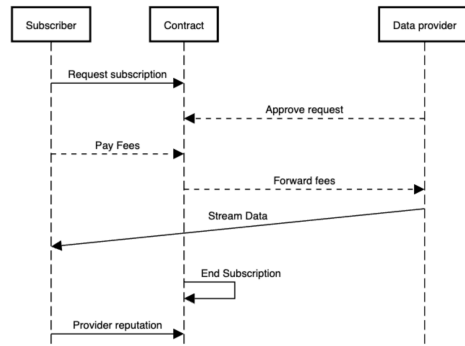 Subscriber
Contract
Data provider
Request subscription
Approve request
Pay Fees
Forward fees
Stream Data
End Subscription
Provider reputation